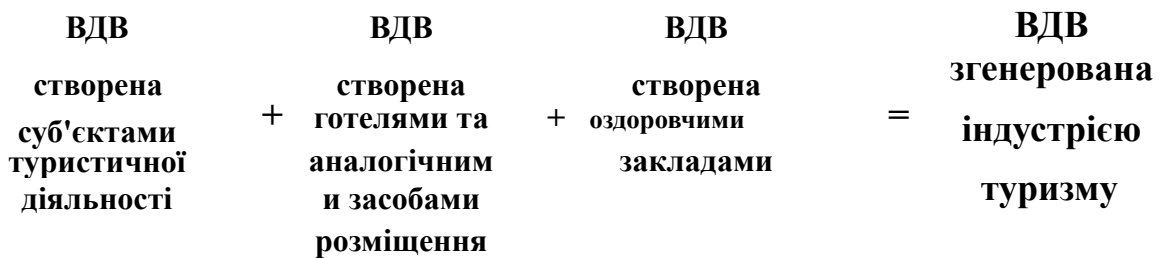 ВДВ
створена
суб'єктами
туристичної
діяльності
+
ВДВ
створена
готелями та
аналогічним
и засобами
розміщення
+
ВДВ
створена
оздоровчими
закладами
=
ВДВ
згенерована
індустрією
туризму